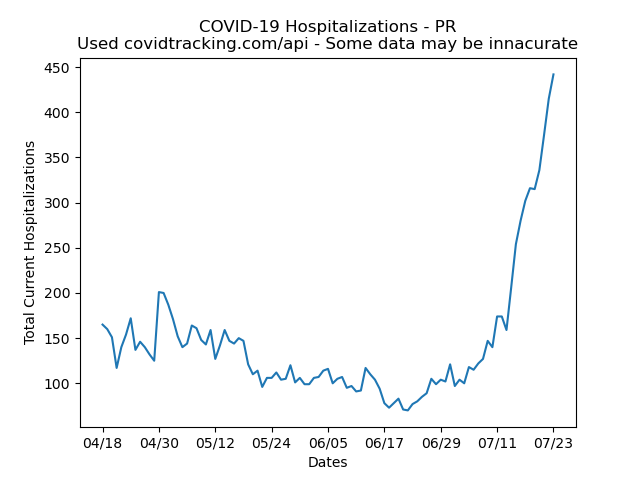 COVID-19 Hospitalizations - PR
Used covidtracking.com/api - Some data may be innacurate
450
400
350
300
250
200
150
100
Total Current Hospitalizations
04/18 04/30 05/12 05/24 06/05 06/17 06/29 07/11 07/23
Dates